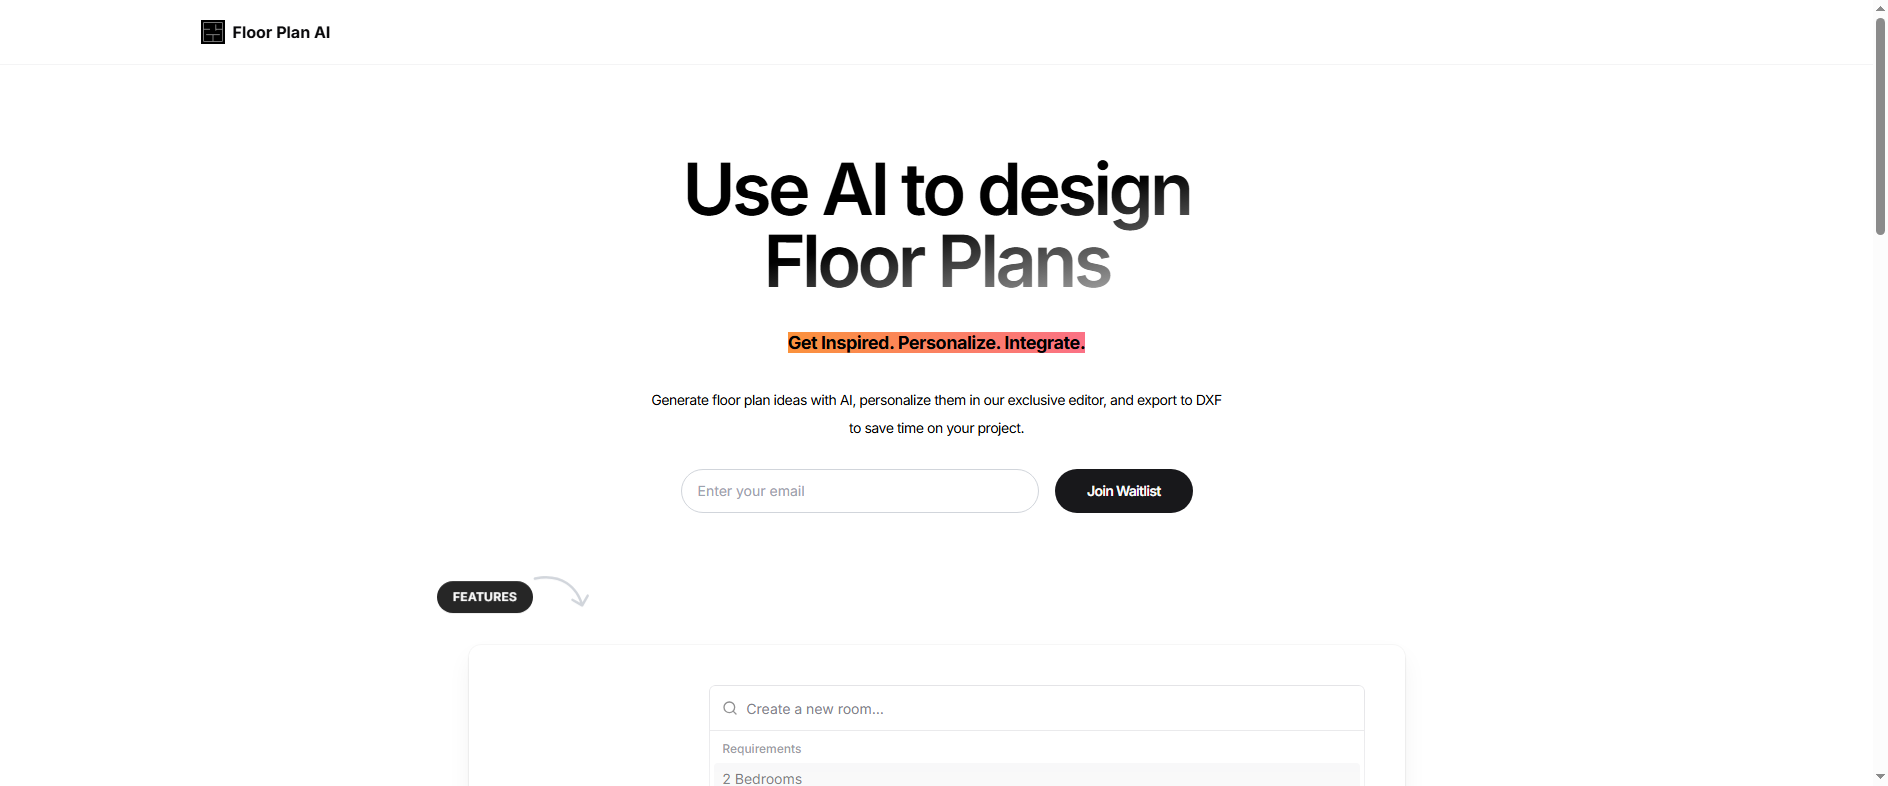 Floor Plan AI
Use AI to design
Floor Plans
Get Inspired. Personalize. Integrate.
Generate floor plan ideas with AI, personalize them in our exclusive editor, and export to DXF
to save time on your project.
Enter your email
Join Waitlist
FEATURES
Create a new room...
Requirements
2 Bedrooms